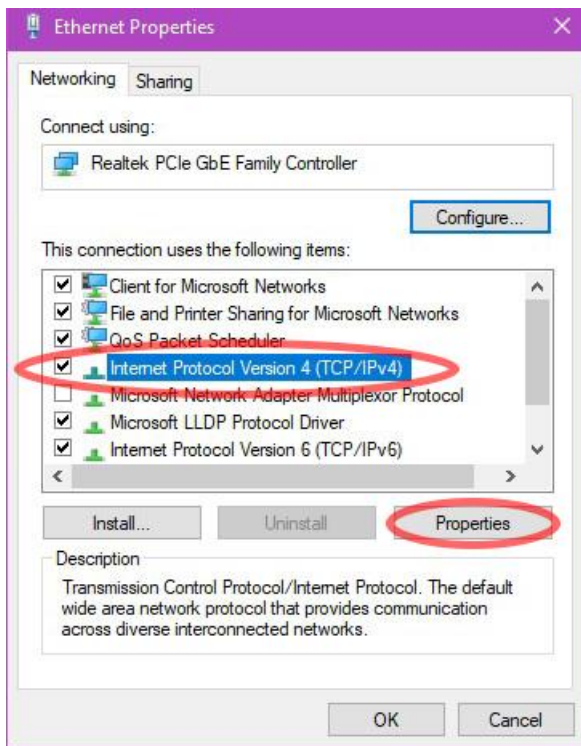 Ethernet Properties
Networking
Sharing
Connect using:
Realtek PCIe GbE Family Controller
Configure...
This connection uses the following items:
Client for Microsoft Networks
File and Printer Sharing for Microsoft Networks
QoS Packet Scheduler
Internet Protocol Version 4 (TCP/IPv4)
Microsoft Network Adapter Multiplexor Protocol
Microsoft LLDP Protocol Driver
Internet Protocol Version 6 (TCP/IPv6)
Install...
Uninstall
Properties
Description
Transmission Control Protocol/Internet Protocol. The default
wide area network protocol that provides communication
across diverse interconnected networks.
OK
Cancel